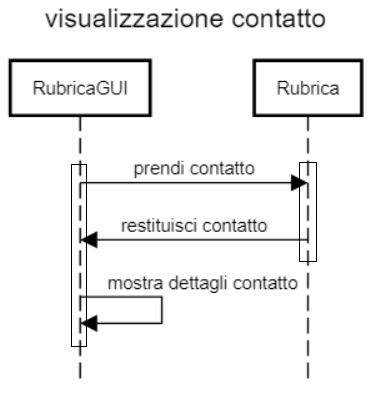 visualizzazione contatto
RubricaGUI
Rubrica
prendi contatto
restituisci contatto
mostra dettagli contatto